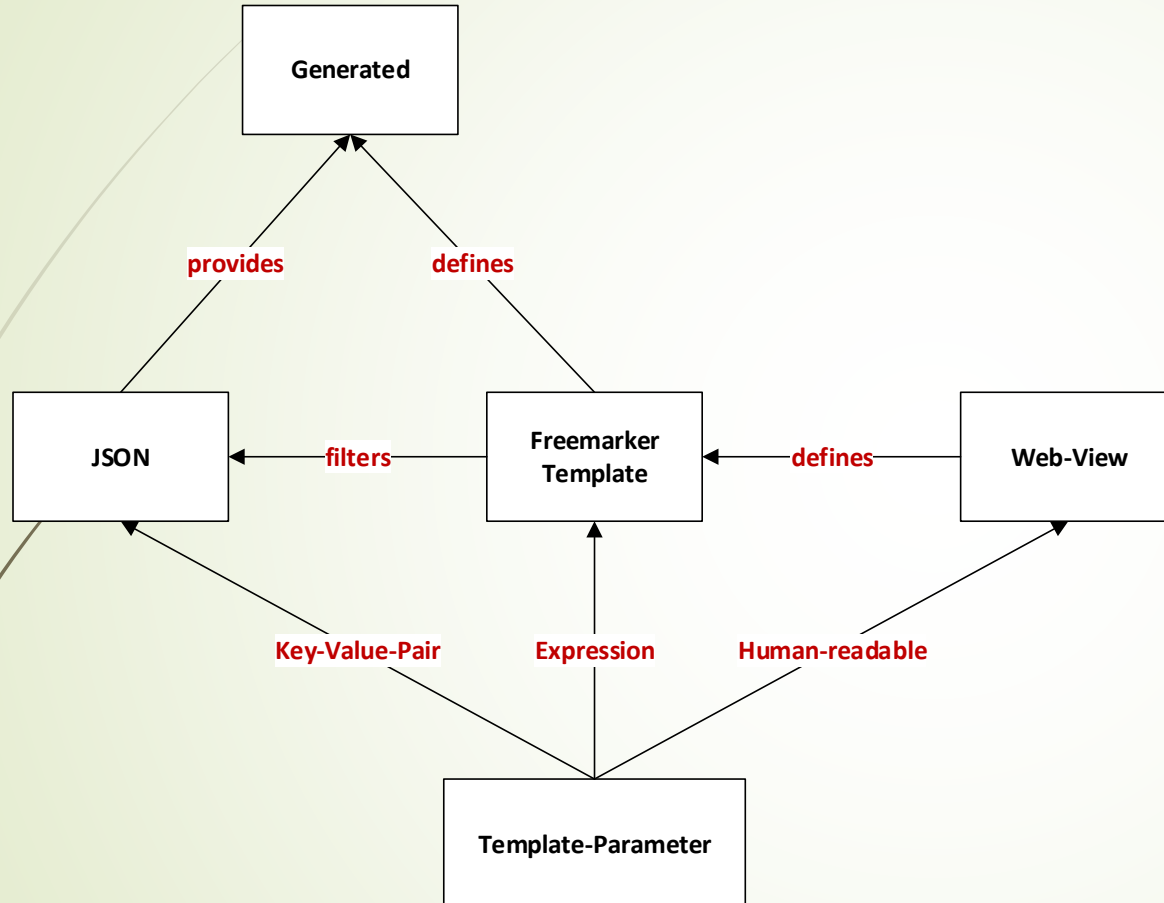 Generated
provides
defines
JSON
filters
Freemarker
Template
defines
Web-View
Key-Value-Pair
Expression
Human-readable
Template-Parameter